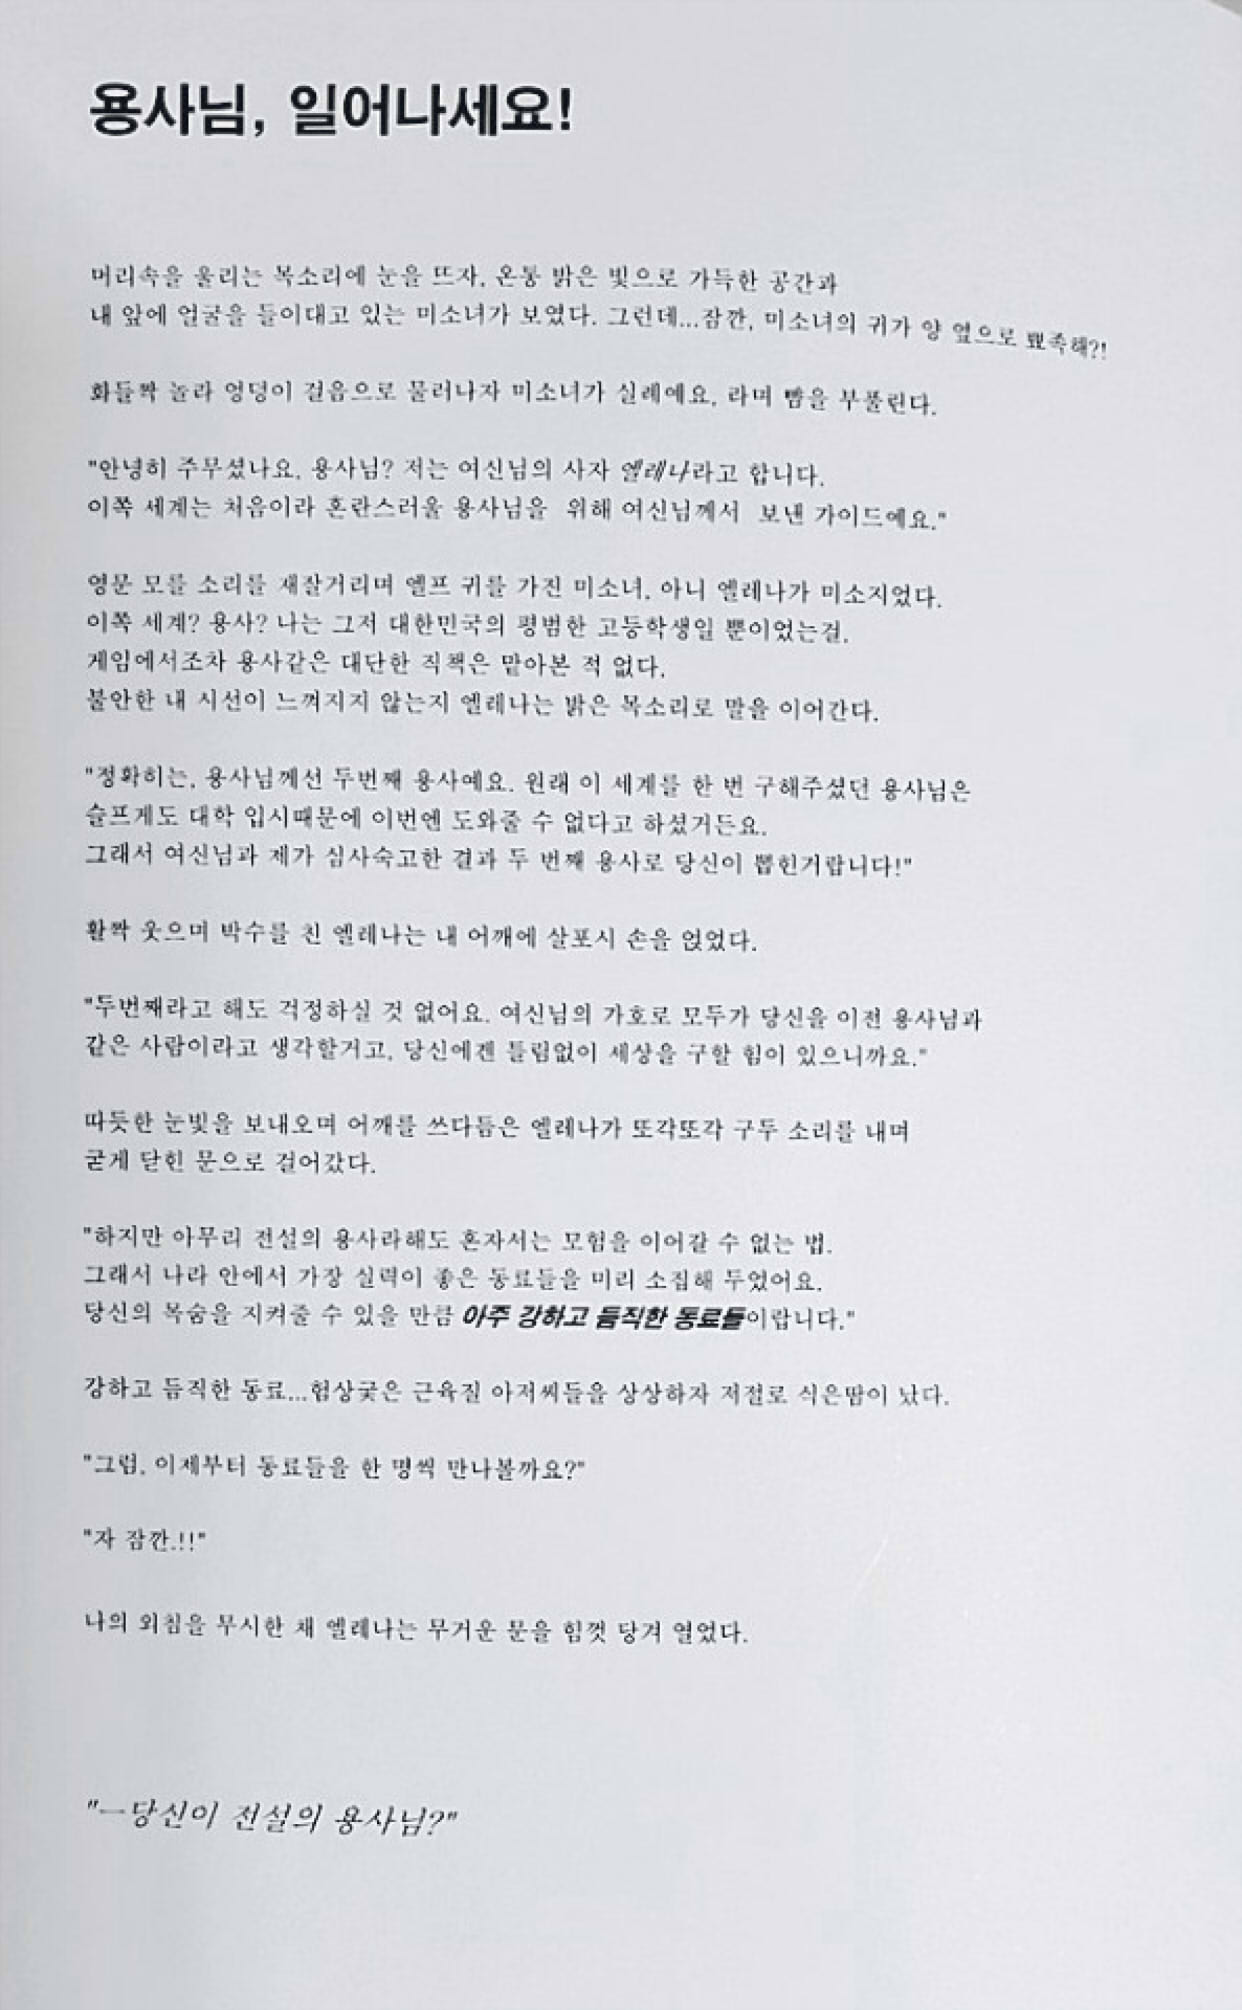 용사님, 일어나세요!
머리속을 울리는 목소리에 눈을 뜨자, 온통 밝은 빛으로 가득한 공간과
내 앞에 얼굴을 들이대고 있는 미소녀가 보였다. 그런데...잠깐, 미소녀의 귀가 양 옆으로 뾰족해?!
화들짝 놀라 엉덩이 걸음으로 물러나자 미소녀가 실례예요, 라며 뺨을 부풀린다.
"안녕히 주무셨나요, 용사님? 저는 여신님의 사자 엘레나라고 합니다.
이쪽 세계는 처음이라 혼란스러울 용사님을 위해 여신님께서 보낸 가이드예요."
영문 모를 소리를 재잘거리며 엘프 귀를 가진 미소녀, 아니 엘레나가 미소지었다.
이쪽 세계? 용사? 나는 그저 대한민국의 평범한 고등학생일 뿐이었는걸.
게임에서조차 용사같은 대단한 직책은 맡아본 적 없다.
불안한 내 시선이 느껴지지 않는지 엘레나는 밝은 목소리로 말을 이어간다.
"정확히는, 용사님께선 두번째 용사예요. 원래 이 세계를 한 번 구해주셨던 용사님은
슬프게도 대학 입시때문에 이번엔 도와줄 수 없다고 하셨거든요.
그래서 여신님과 제가 심사숙고한 결과 두 번째 용사로 당신이 뽑힌거랍니다!"
활짝 웃으며 박수를 친 엘레나는 내 어깨에 살포시 손을 얹었다.
"두번째라고 해도 걱정하실 것 없어요. 여신님의 가호로 모두가 당신을 이전 용사님과
같은 사람이라고 생각할거고, 당신에겐 틀림없이 세상을 구할 힘이 있으니까요."
따듯한 눈빛을 보내오며 어깨를 쓰다듬은 엘레나가 또각또각 구두 소리를 내며
굳게 닫힌 문으로 걸어갔다.
"하지만 아무리 전설의 용사라해도 혼자서는 모험을 이어갈 수 없는 법.
그래서 나라 안에서 가장 실력이 좋은 동료들을 미리 소집해 두었어요.
당신의 목숨을 지켜줄 수 있을 만큼 아주 강하고 듬직한 동료들이랍니다."
강하고 듬직한 동료...험상궂은 근육질 아저씨들을 상상하자 저절로 식은땀이 났다.
"그럼, 이제부터 동료들을 한 명씩 만나볼까요?"
"자 잠깐.!!"
나의 외침을 무시한 채 엘레나는 무거운 문을 힘껏 당겨 열었다.
"ㅡ당신이 전설의 용사님?"